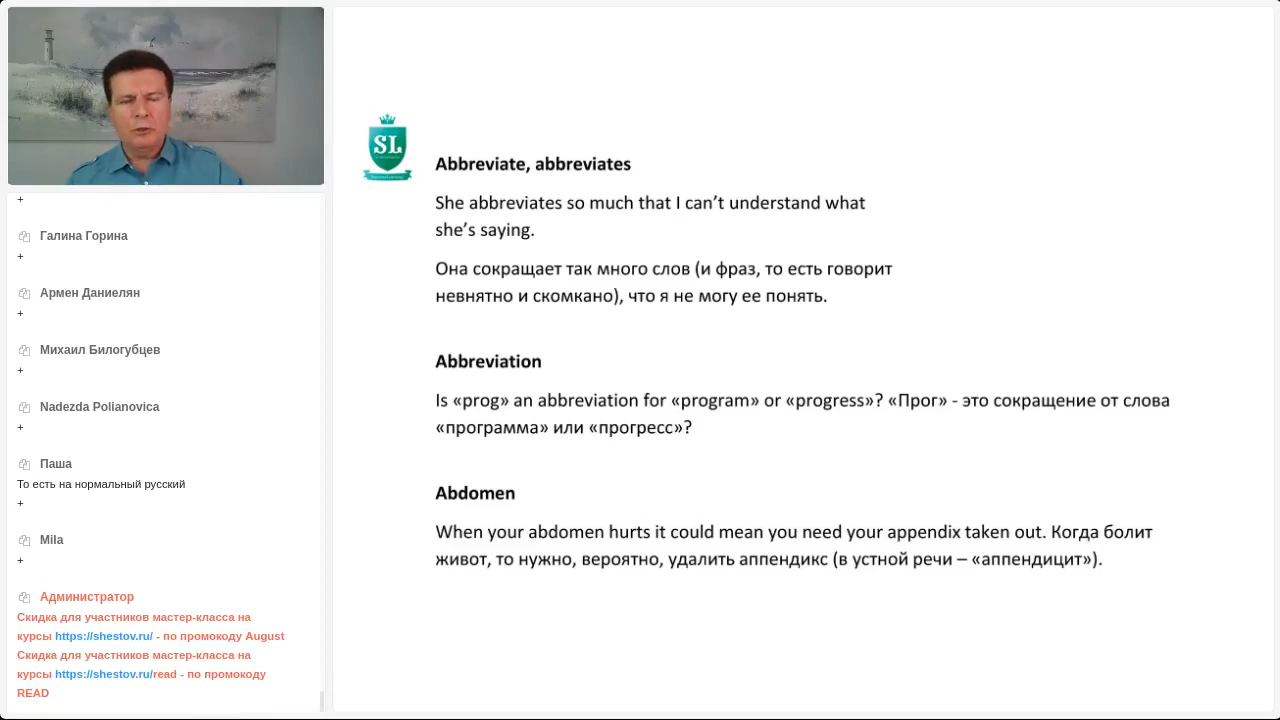 +
Галина Горина
+
Армен Даниелян
+
Михаил Билогубцев
+
Nadezda Polianovica
+
Паша
То есть на нормальный русский
+
Mila
+
Администратор
Скидка для участников мастер-класса на
курсы https://shestov.ru/ - по промокоду August
Скидка для участников мастер-класса на
курсы https://shestov.ru/read - по промокоду
READ
SL
Abbreviate, abbreviates
She abbreviates so much that I can’t understand what
she’s saying.
Она сокращает так много слов (и фраз, то есть говорит
невнятно и скомкано), что я не могу ее понять.
Abbreviation
Is «prog» an abbreviation for «program» or «progress»? «Прог» - это сокращение от слова
«программа» или «прогресс»?
Abdomen
When your abdomen hurts it could mean you need your appendix taken out. Когда болит
живот, то нужно, вероятно, удалить аппендикс (в устной речи – «аппендицит»).